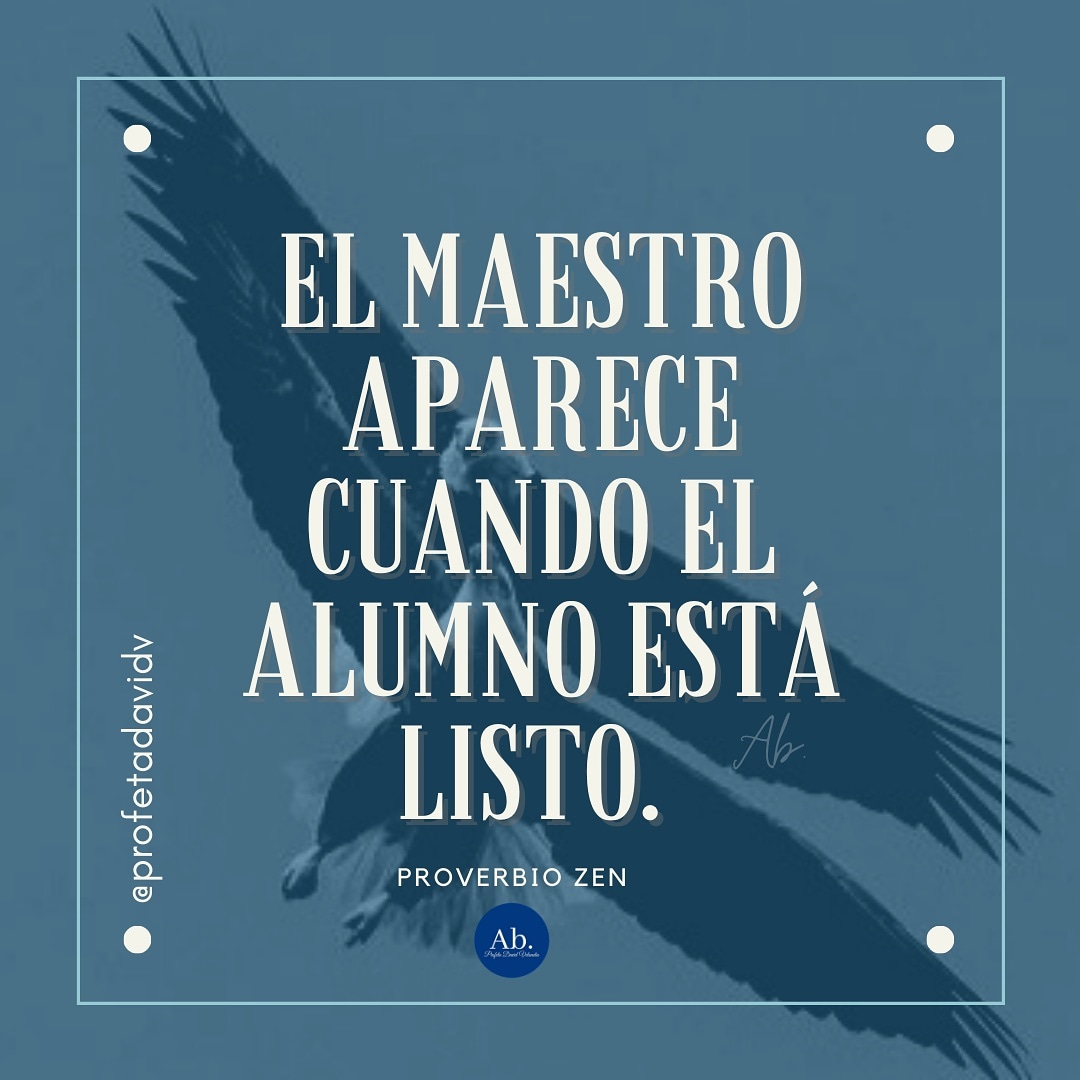 EL MAESTRO
APARECE
CUANDO EL
ALUMNO ESTÁ
LISTO.
Ab.
PROVERBIO ZEN
@profetadavidv
Ab.